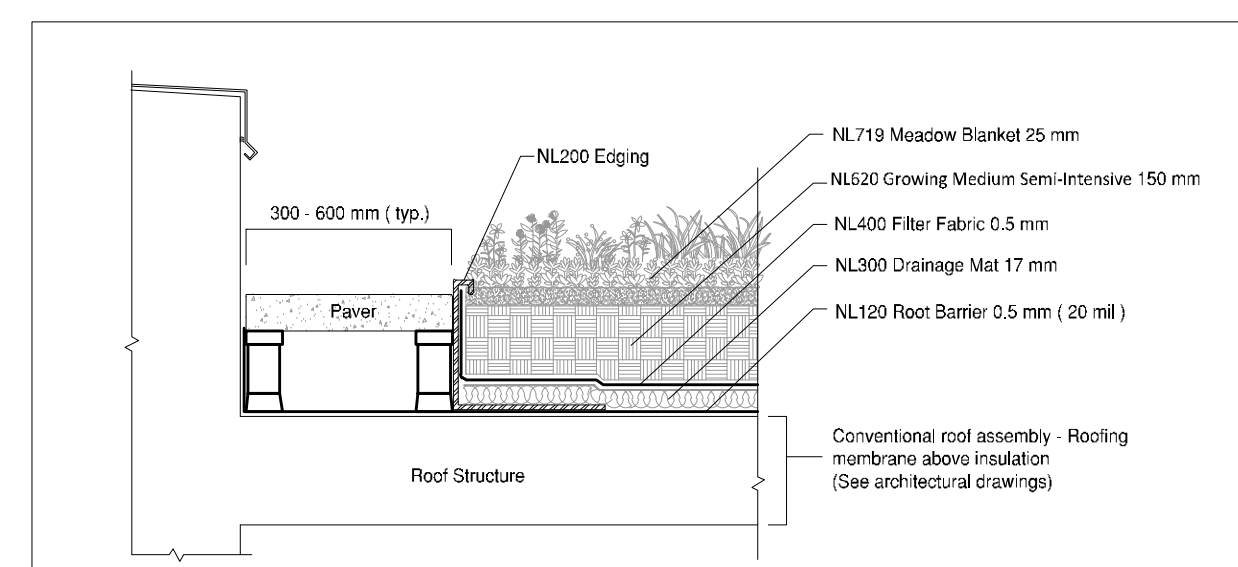 NL719 Meadow Blanket 25 mm
NL200 Edging
NL620 Growing Medium Semi-Intensive 150 mm
300 - 600 mm ( typ.)
NL400 Filter Fabric 0.5 mm
NL300 Drainage Mat 17 mm
Paver
NL120 Root Barrier 0.5 mm ( 20 mil )
Conventional roof assembly - Roofing
membrane above insulation
(See architectural drawings)
Roof Structure